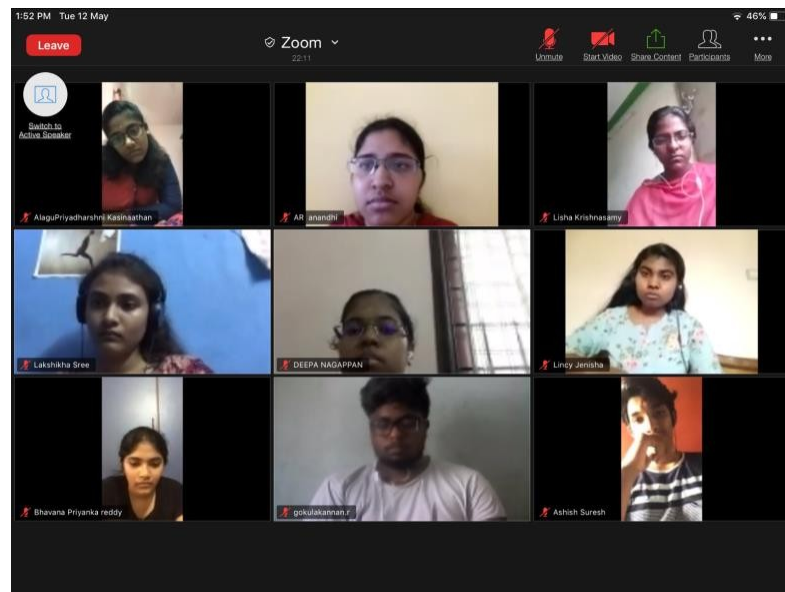 1:52 PM Tue 12 May
46%
Leave
Zoom
22:11
Unmute
Start Video
Share Content
Participants
More
Switch to
Active Speaker
AlaguPriyadharshni Kasinaathan
AR anandhi
Lisha Krishnasamy
Lakshikha Sree
DEEPA NAGAPPAN
Lincy Jenisha
Bhavana Priyanka reddy
gokulakannan.r
Ashish Suresh